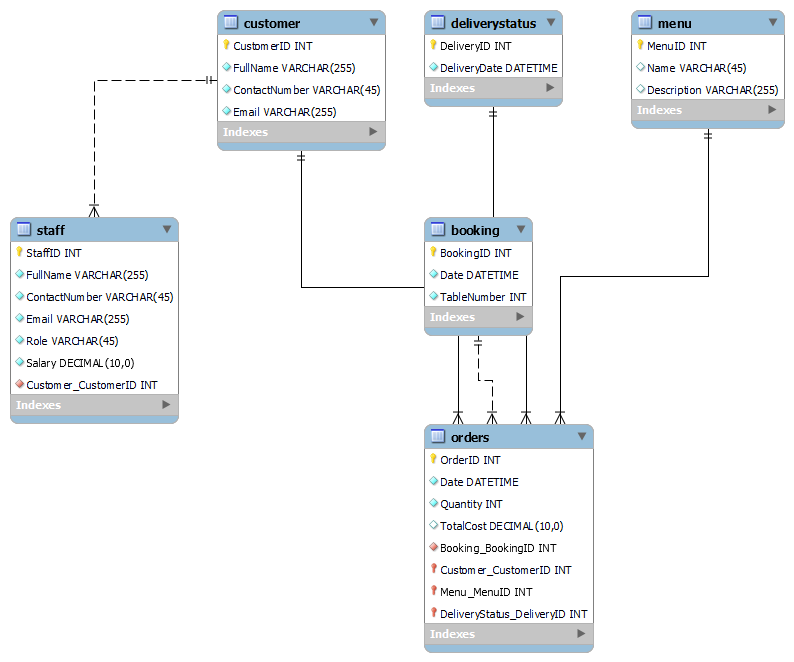 customer
CustomerID INT
FullName VARCHAR(255)
ContactNumber VARCHAR(45)
Email VARCHAR(255)
Indexes
deliverystatus
DeliveryID INT
DeliveryDate DATETIME
Indexes
menu
MenuID INT
Name VARCHAR(45)
Description VARCHAR(255)
Indexes
staff
StaffID INT
FullName VARCHAR(255)
ContactNumber VARCHAR(45)
Email VARCHAR(255)
Role VARCHAR(45)
Salary DECIMAL(10,0)
Customer_CustomerID INT
Indexes
booking
BookingID INT
Date DATETIME
TableNumber INT
Indexes
orders
OrderID INT
Date DATETIME
Quantity INT
TotalCost DECIMAL(10,0)
Booking_BookingID INT
Customer_CustomerID INT
Menu_MenuID INT
DeliveryStatus_DeliveryID INT
Indexes